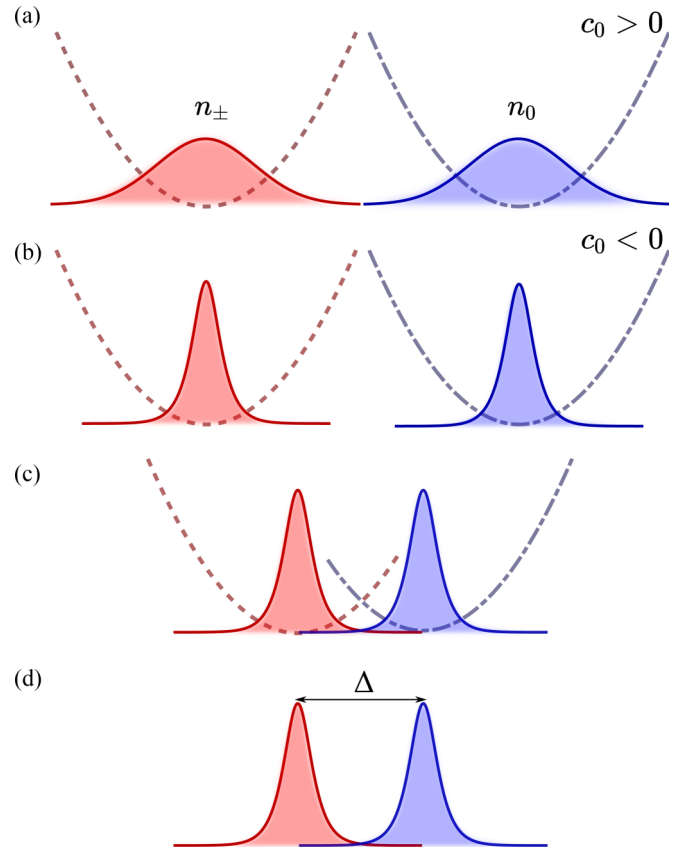 (a)
c₀ > 0
n± n₀
(b)
c₀ < 0
(c)
(d)
Δ